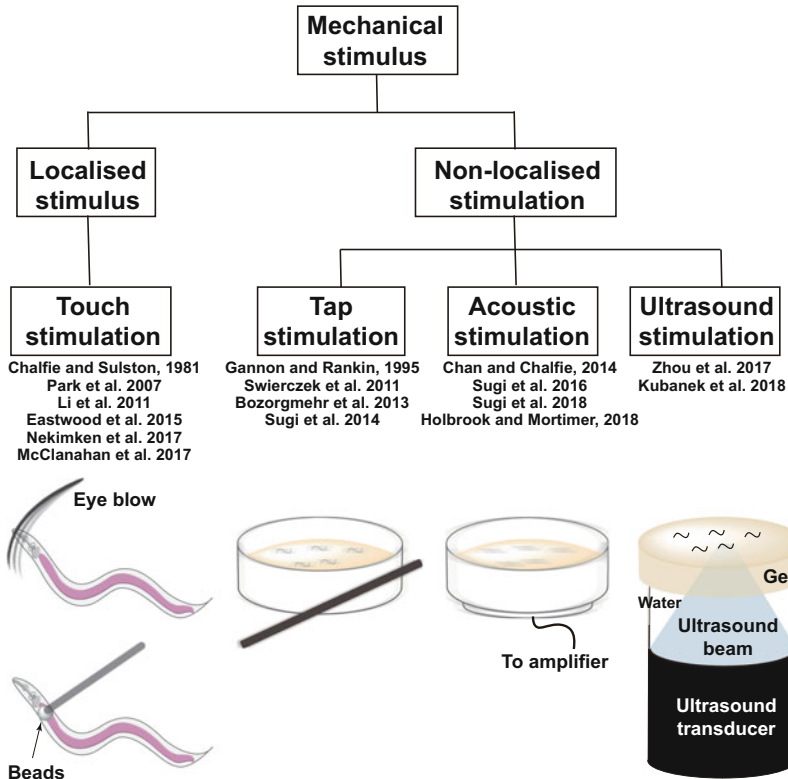 Mechanical
stimulus
Localised
stimulus
Non-localised
stimulation
Touch
stimulation
Chalfie and Sulston, 1981
Park et al. 2007
Li et al. 2011
Eastwood et al. 2015
Nekimken et al. 2017
McClanahan et al. 2017
Tap
stimulation
Gannon and Rankin, 1995
Swierczek et al. 2011
Bozorgmehr et al. 2013
Sugi et al. 2014
Acoustic
stimulation
Chan and Chalfie, 2014
Sugi et al. 2016
Sugi et al. 2018
Holbrook and Mortimer, 2018
Ultrasound
stimulation
Zhou et al. 2017
Kubanek et al. 2018
Eye blow
Beads
To amplifier
Ge
Water
Ultrasound
beam
Ultrasound
transducer